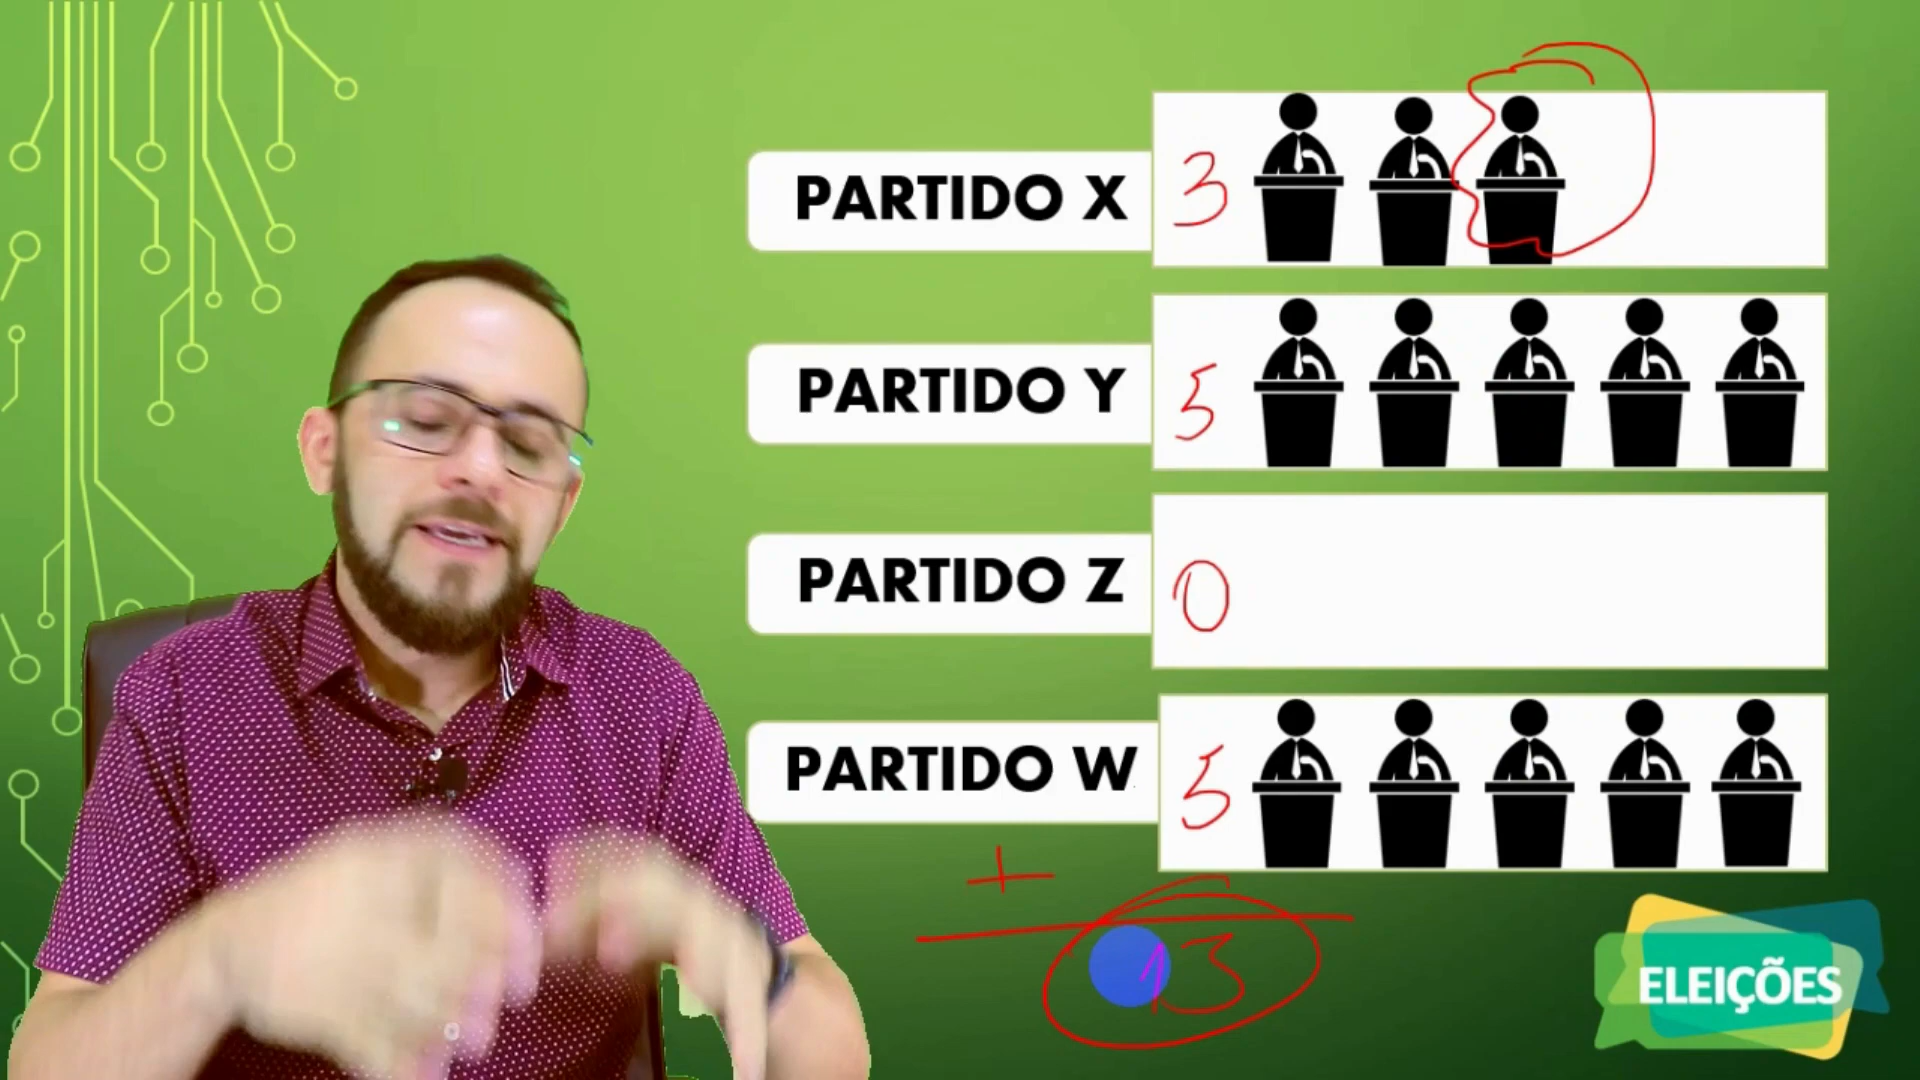 PARTIDO X 3
PARTIDO Y 5
PARTIDO Z 0
PARTIDO W 5
+
13
ELEIÇÕES